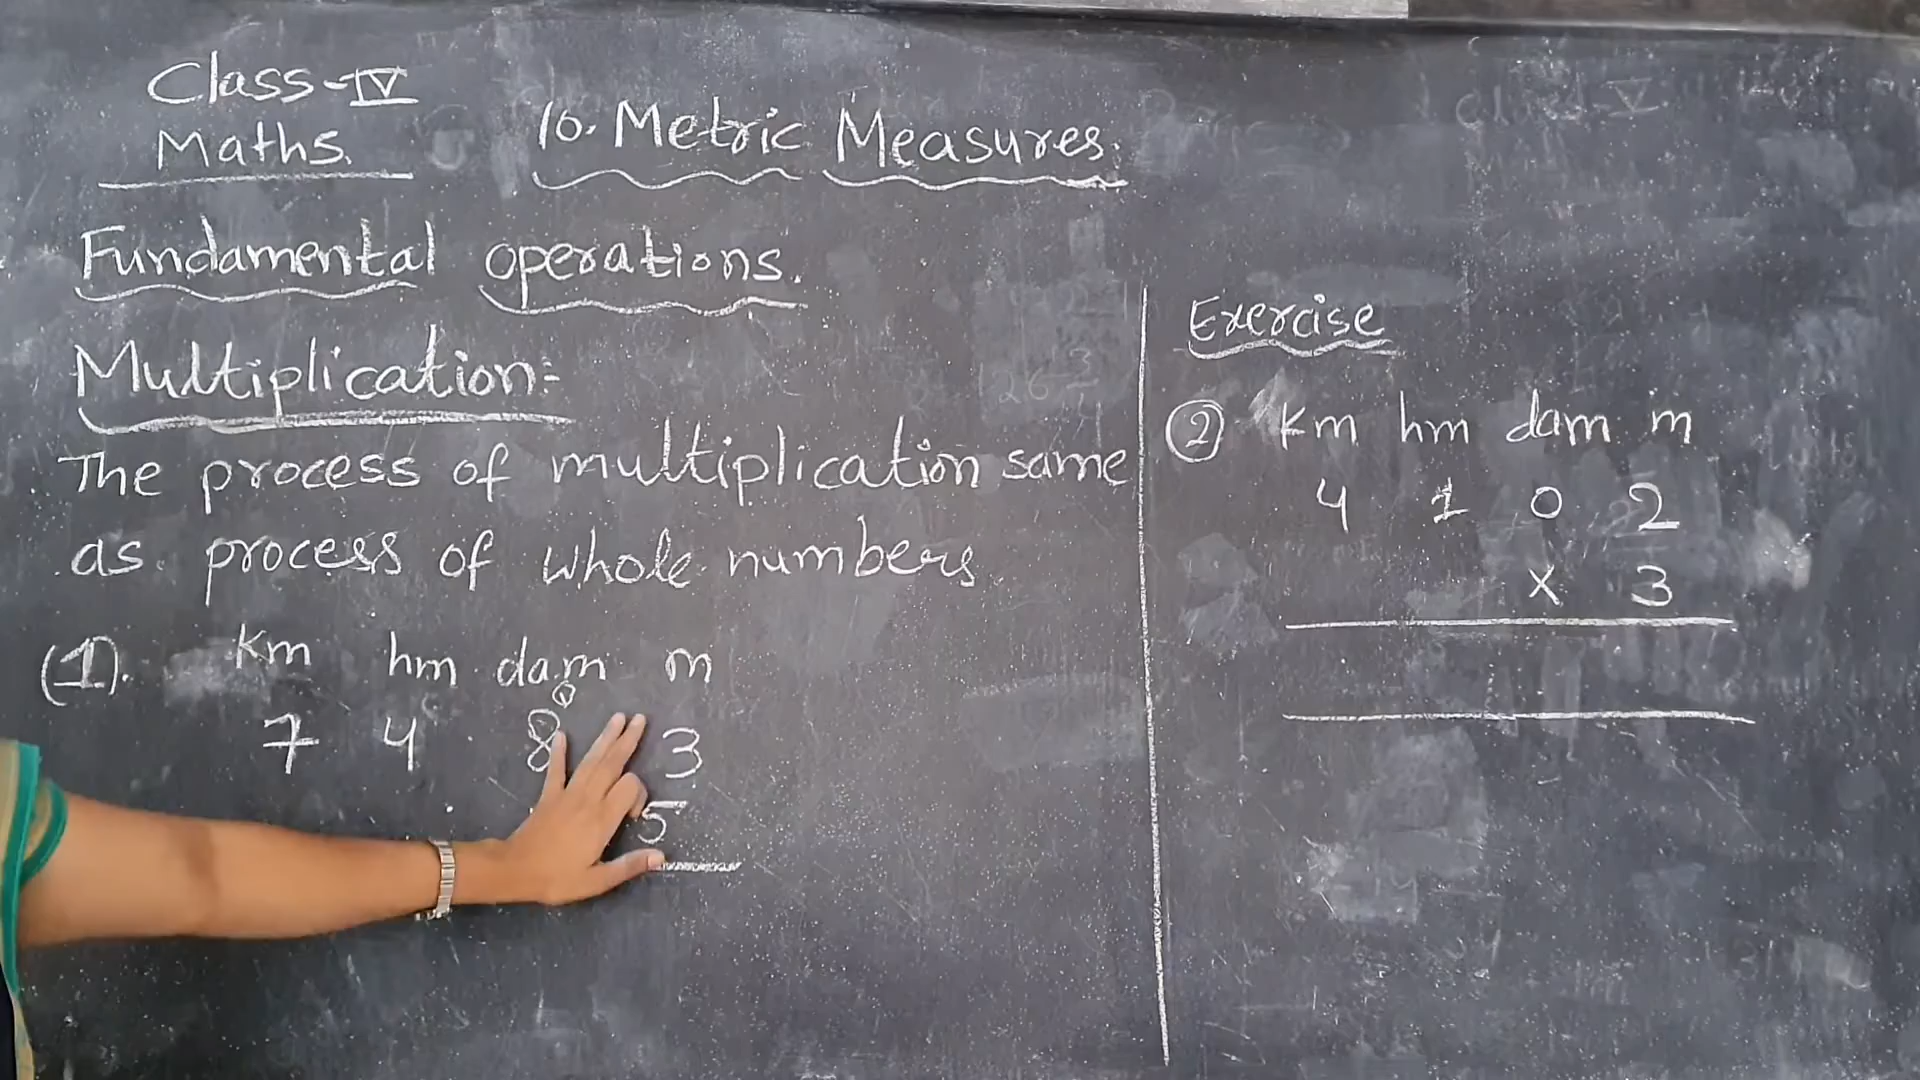 Class-IV
Maths.
10. Metric Measures.
Fundamental operations.
Multiplication:-
The process of multiplication same
as process of whole numbers
(1). Km hm dam m
7 4 8 3
5
Exercise
② Km hm dam m
4 1 0 2
x 3